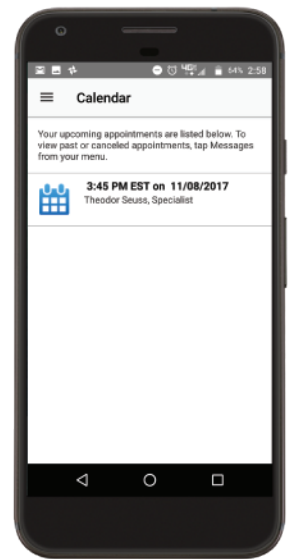 4G 64% 2:58
Calendar
Your upcoming appointments are listed below. To
view past or canceled appointments, tap Messages
from your menu.
3:45 PM EST on 11/08/2017
Theodor Seuss, Specialist